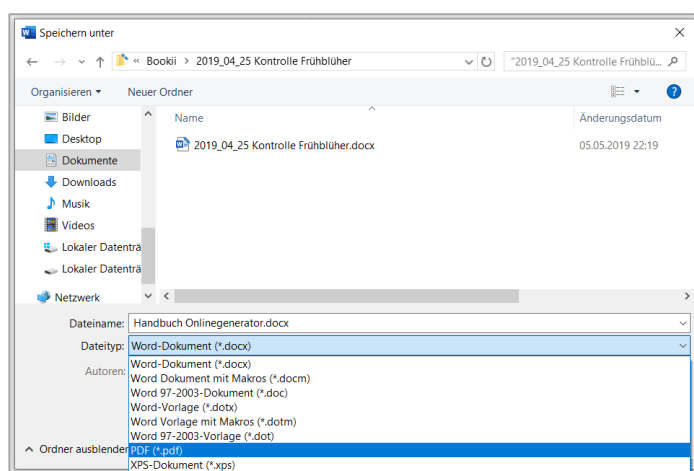 Speichern unter
« Bookii > 2019_04_25 Kontrolle Frühblüher
"2019_04_25 Kontrolle Frühblü...
Organisieren
Neuer Ordner
Bilder
Desktop
Dokumente
Downloads
Musik
Videos
Lokaler Datenträ
Lokaler Datenträ
Netzwerk
Name
Änderungsdatum
2019_04_25 Kontrolle Frühblüher.docx
05.05.2019 22:19
Dateiname: Handbuch Onlinegenerator.docx
Dateityp: Word-Dokument (*.docx)
Autoren:
Word-Dokument (*.docx)
Word Dokument mit Makros (*.docm)
Word 97-2003-Dokument (*.doc)
Word-Vorlage (*.dotx)
Word Vorlage mit Makros (*.dotm)
Word 97-2003-Vorlage (*.dot)
Ordner ausblenden
PDF (*.pdf)
XPS-Dokument (*.xps)